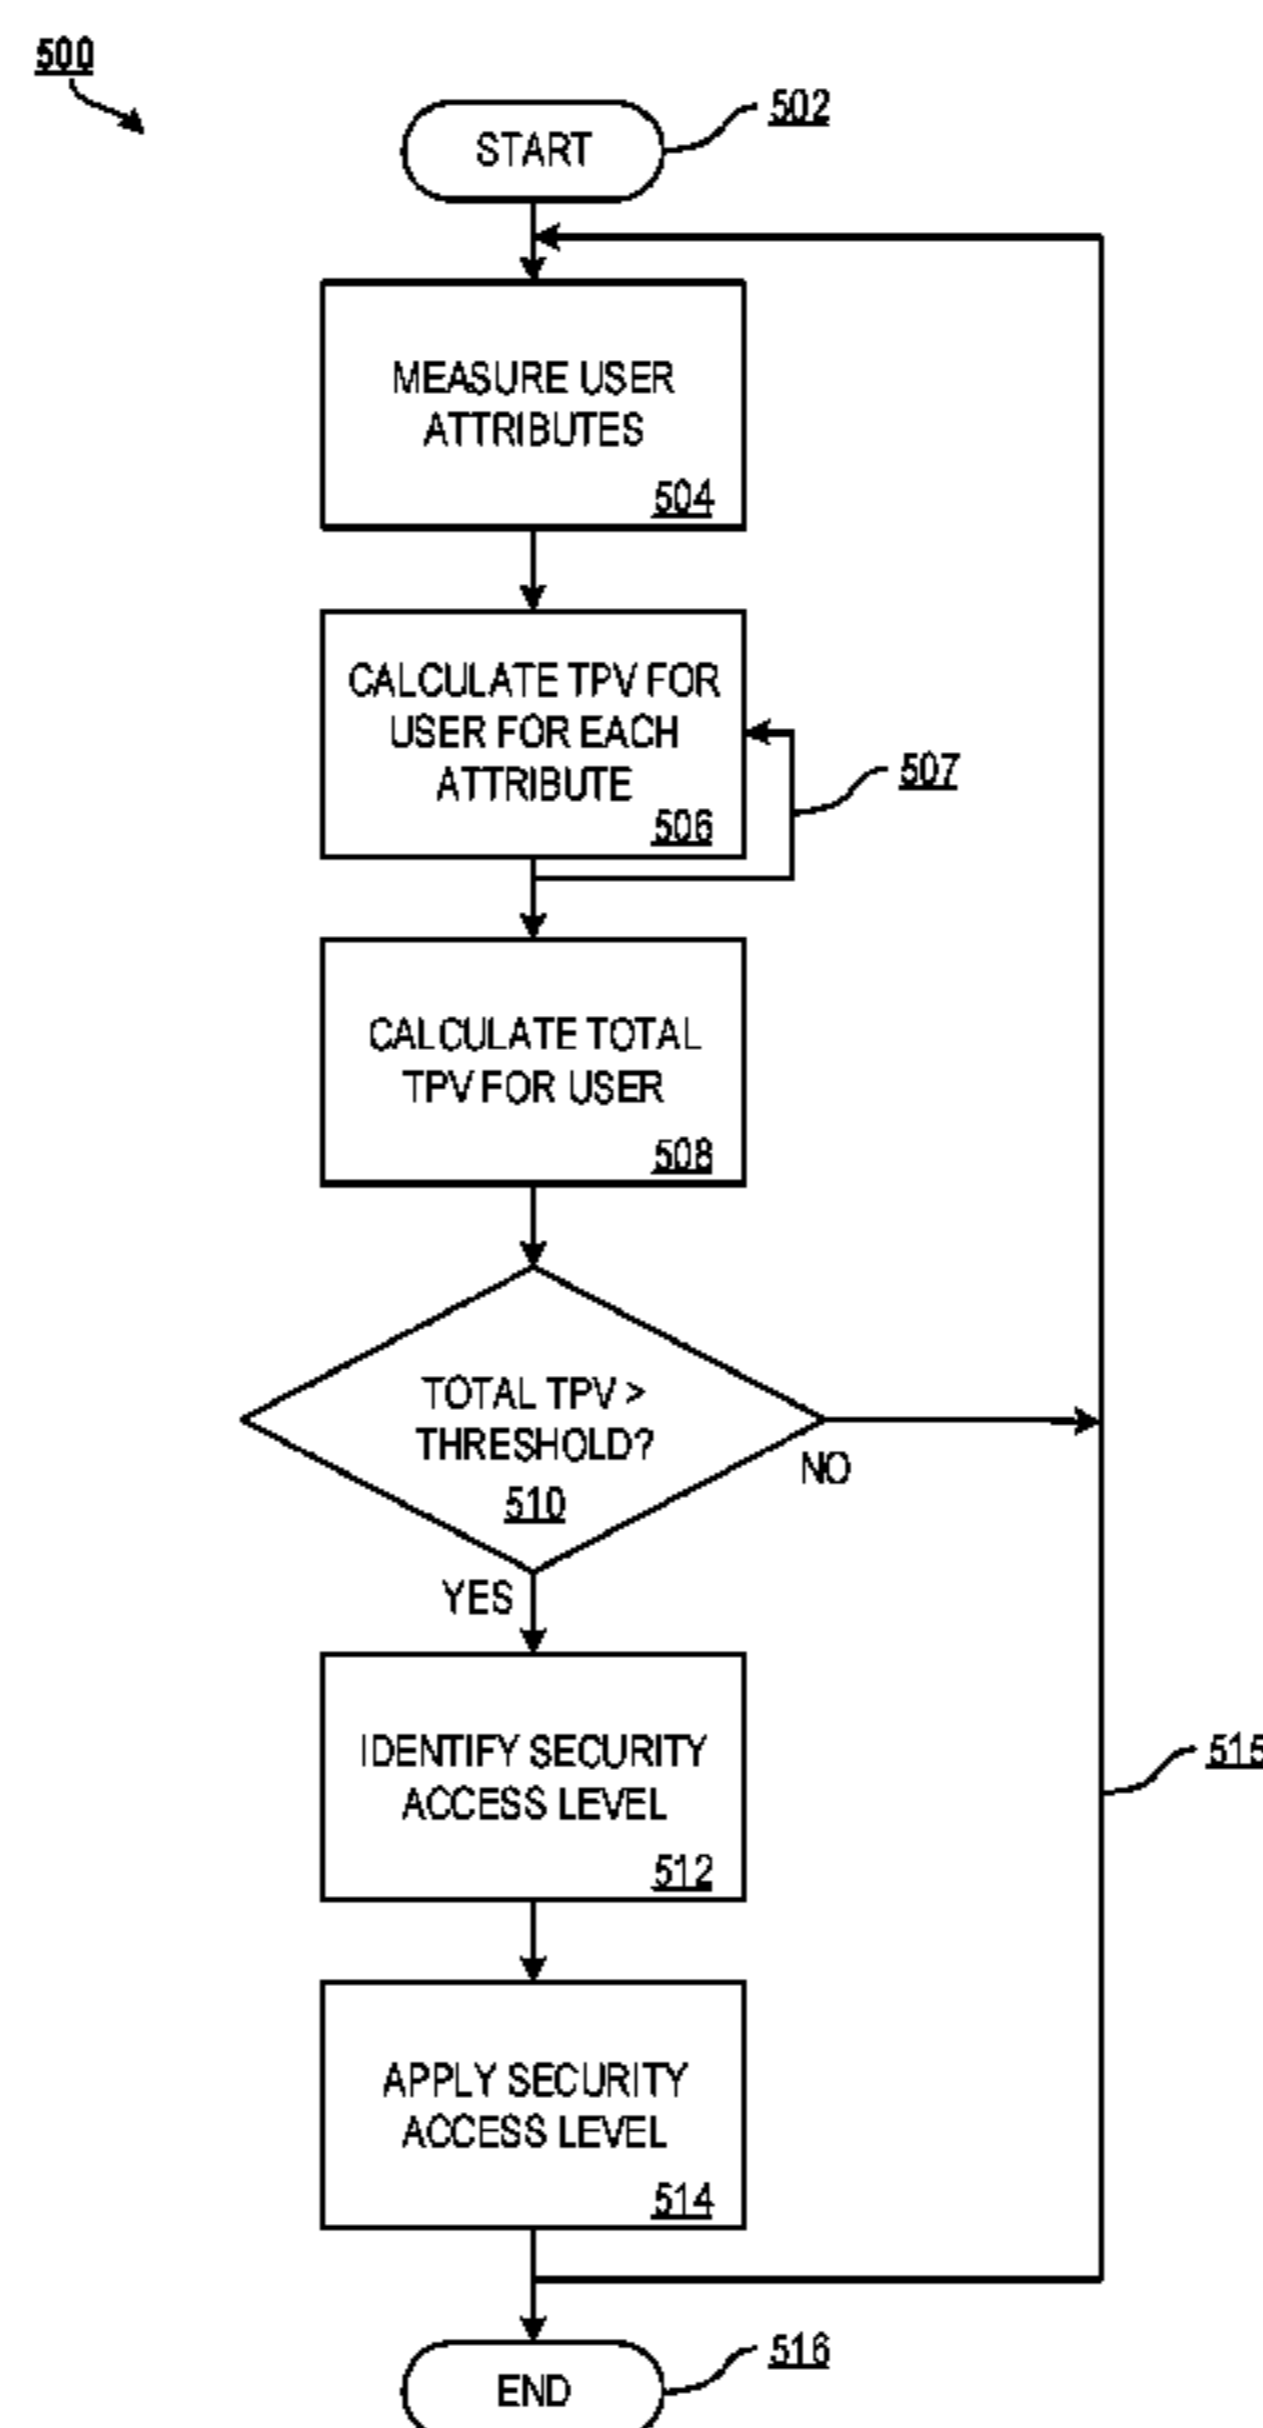 500
START
502
MEASURE USER
ATTRIBUTES
504
CALCULATE TPV FOR
USER FOR EACH
ATTRIBUTE
506
507
CALCULATE TOTAL
TPV FOR USER
508
TOTAL TPV >
THRESHOLD?
510
NO
YES
IDENTIFY SECURITY
ACCESS LEVEL
512
515
APPLY SECURITY
ACCESS LEVEL
514
END
516